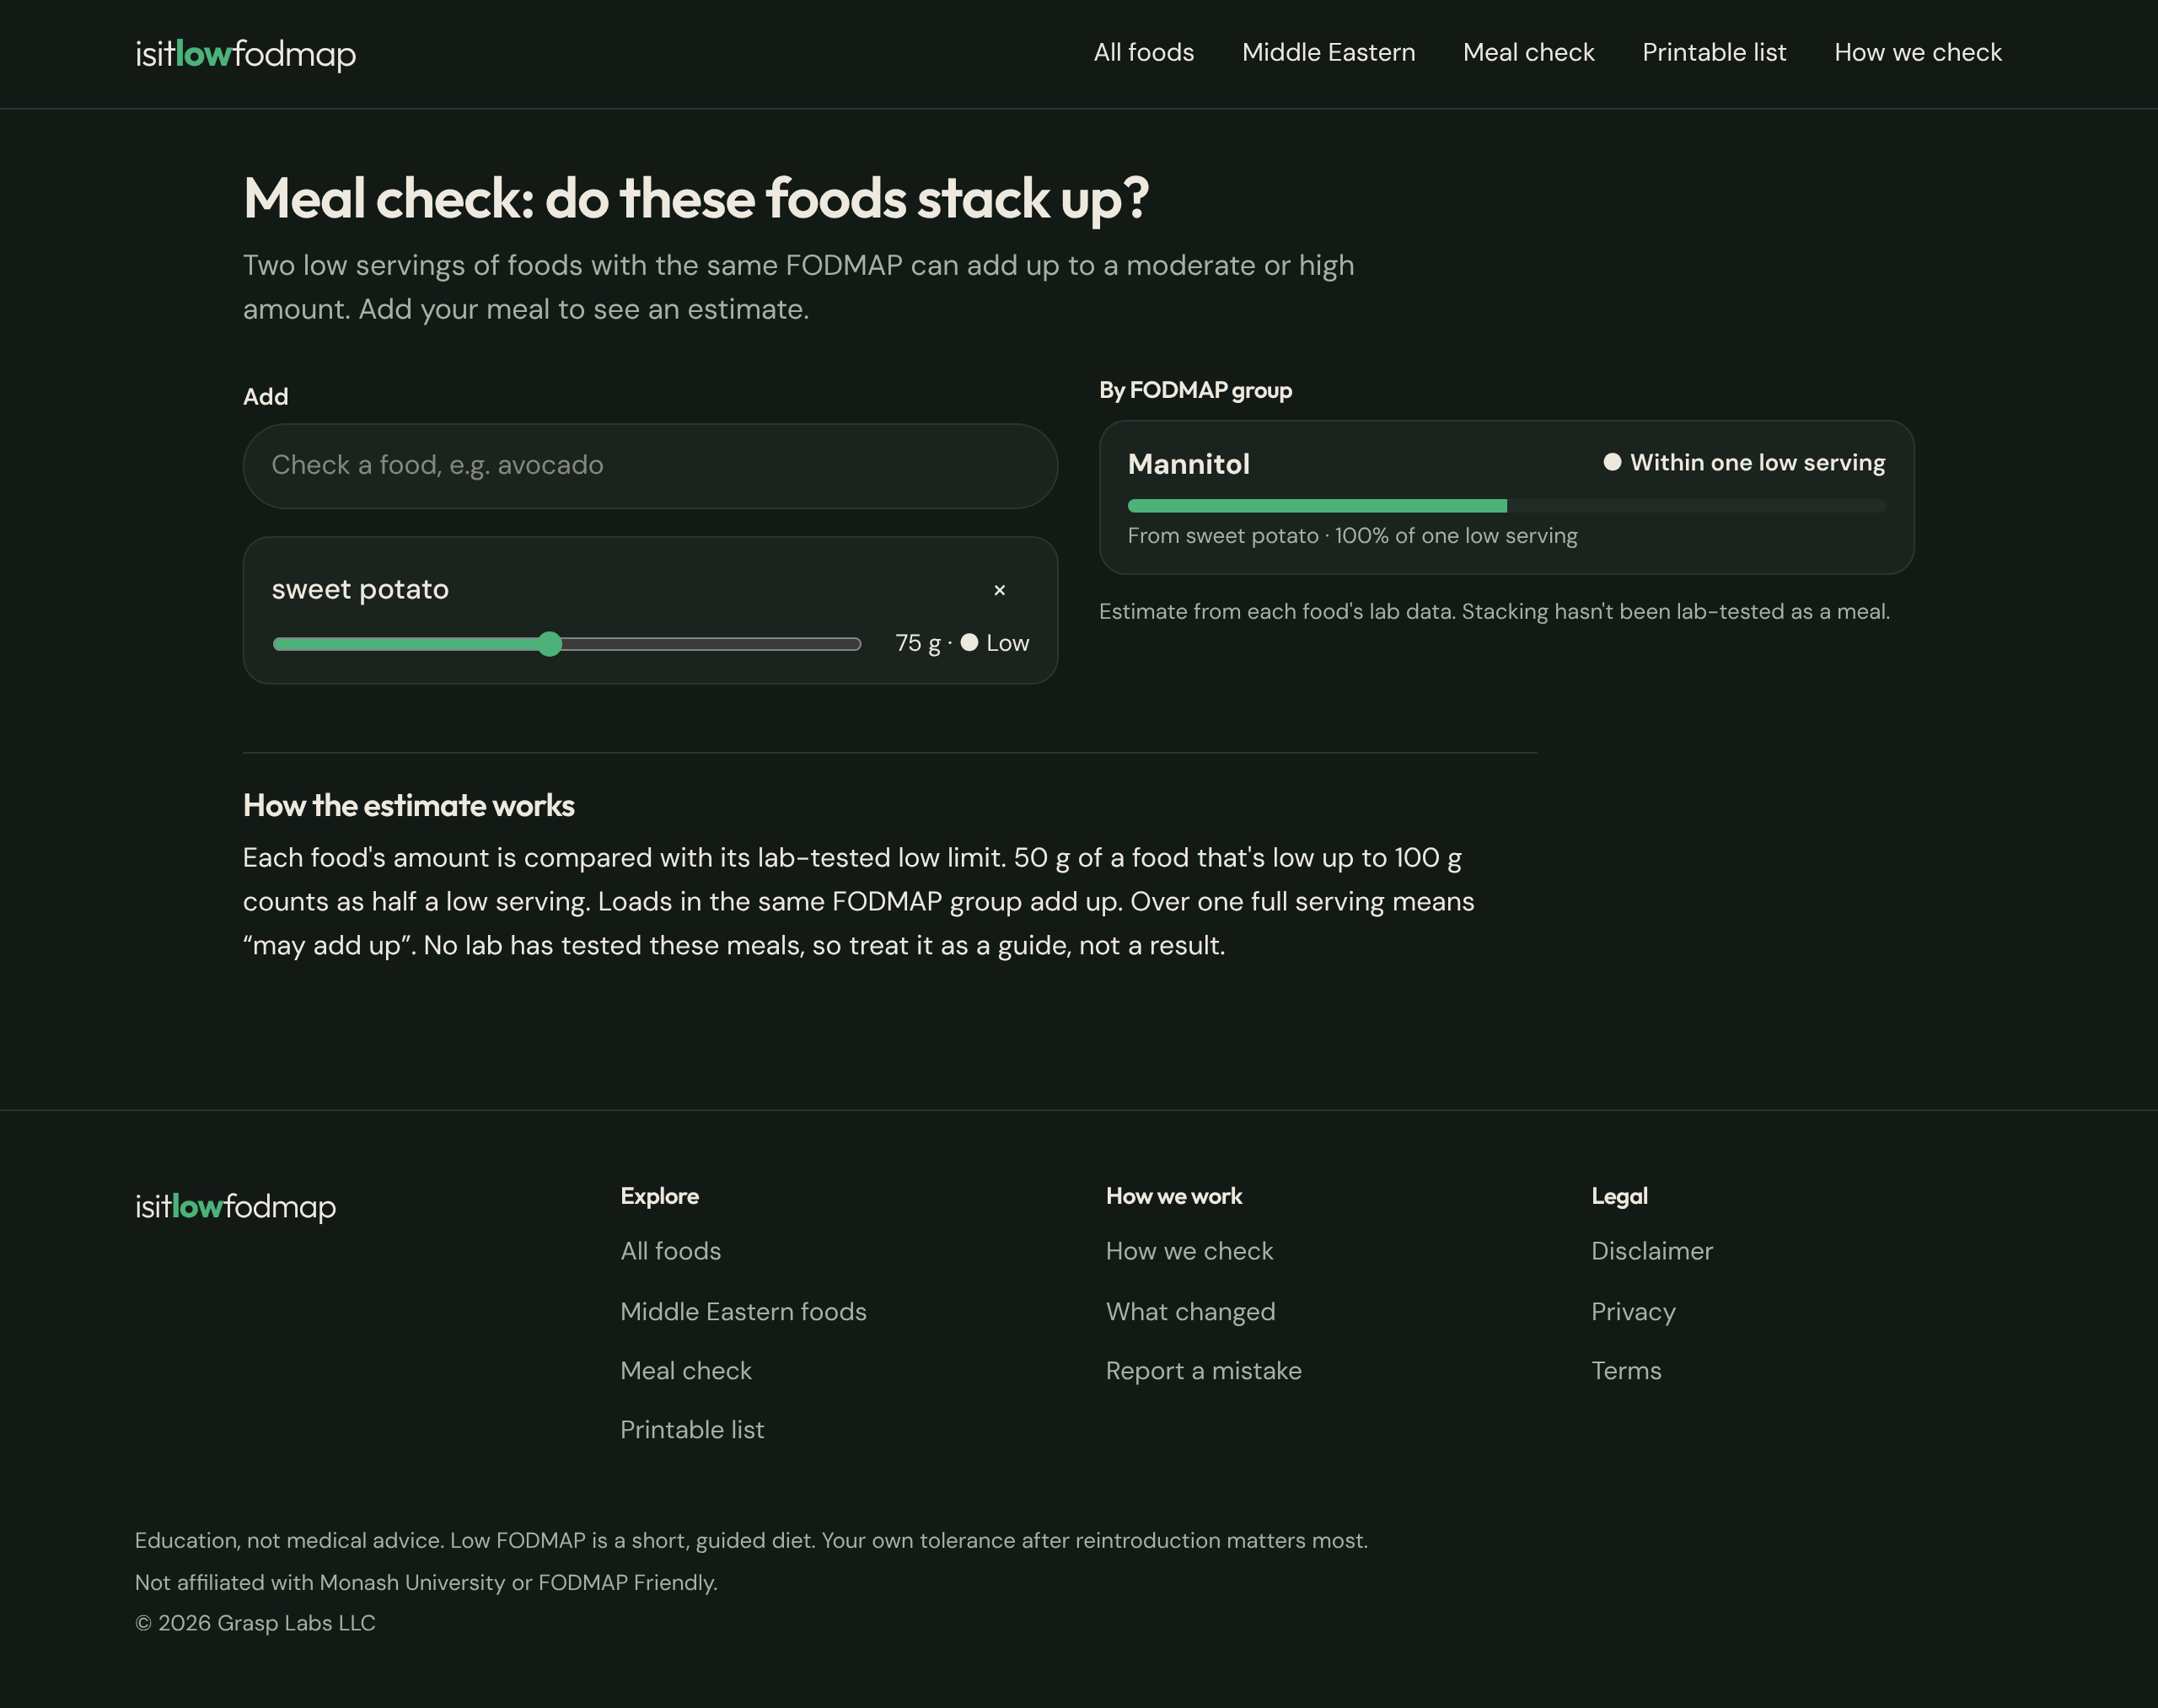 isitlowfodmap
All foods
Middle Eastern
Meal check
Printable list
How we check
Meal check: do these foods stack up?
Two low servings of foods with the same FODMAP can add up to a moderate or high
amount. Add your meal to see an estimate.
Add
Check a food, e.g. avocado
sweet potato
×
75 g · ● Low
By FODMAP group
Mannitol
● Within one low serving
From sweet potato · 100% of one low serving
Estimate from each food's lab data. Stacking hasn't been lab-tested as a meal.
How the estimate works
Each food's amount is compared with its lab-tested low limit. 50 g of a food that's low up to 100 g
counts as half a low serving. Loads in the same FODMAP group add up. Over one full serving means
“may add up”. No lab has tested these meals, so treat it as a guide, not a result.
isitlowfodmap
Explore
All foods
Middle Eastern foods
Meal check
Printable list
How we work
How we check
What changed
Report a mistake
Legal
Disclaimer
Privacy
Terms
Education, not medical advice. Low FODMAP is a short, guided diet. Your own tolerance after reintroduction matters most.
Not affiliated with Monash University or FODMAP Friendly.
© 2026 Grasp Labs LLC